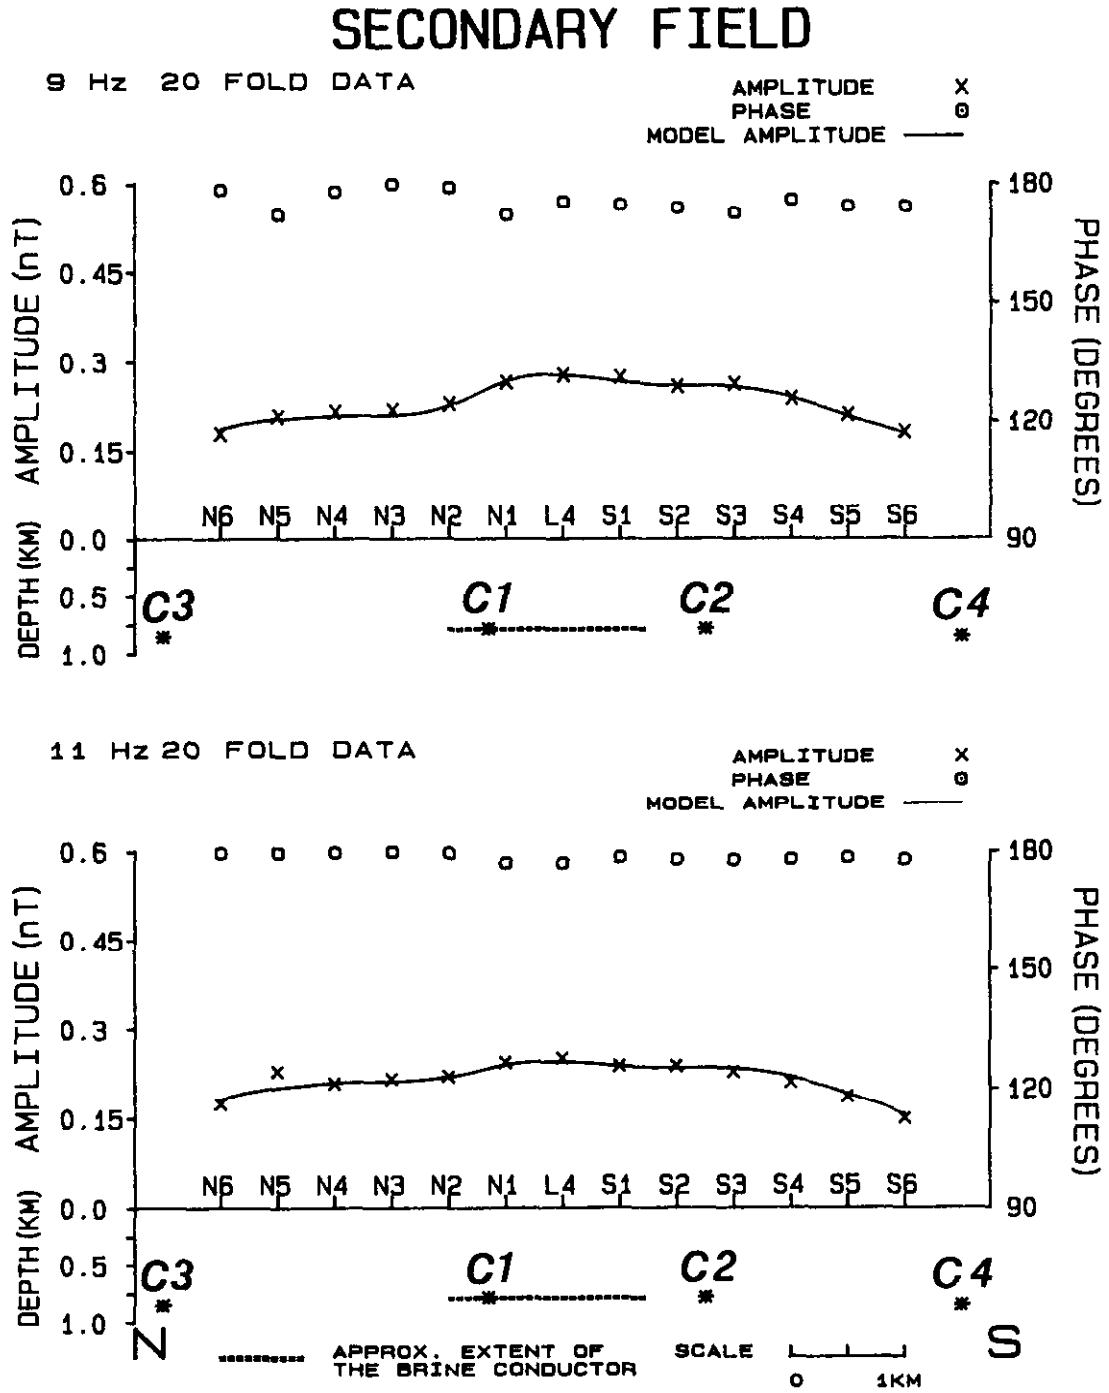 SECONDARY FIELD
9 Hz 20 FOLD DATA
AMPLITUDE X
PHASE o
MODEL AMPLITUDE
0.6
0.45
0.3
0.15
0.0
0.5
1.0
AMPLITUDE (nT)
DEPTH (KM)
180
150
120
90
PHASE (DEGREES)
N6 N5 N4 N3 N2 N1 L4 S1 S2 S3 S4 S5 S6
C3 C1 C2 C4
11 Hz 20 FOLD DATA
AMPLITUDE X
PHASE o
MODEL AMPLITUDE
0.6
0.45
0.3
0.15
0.0
0.5
1.0
AMPLITUDE (nT)
DEPTH (KM)
180
150
120
90
PHASE (DEGREES)
N6 N5 N4 N3 N2 N1 L4 S1 S2 S3 S4 S5 S6
C3 C1 C2 C4
N S
APPROX. EXTENT OF
THE BRINE CONDUCTOR
SCALE
0 1KM